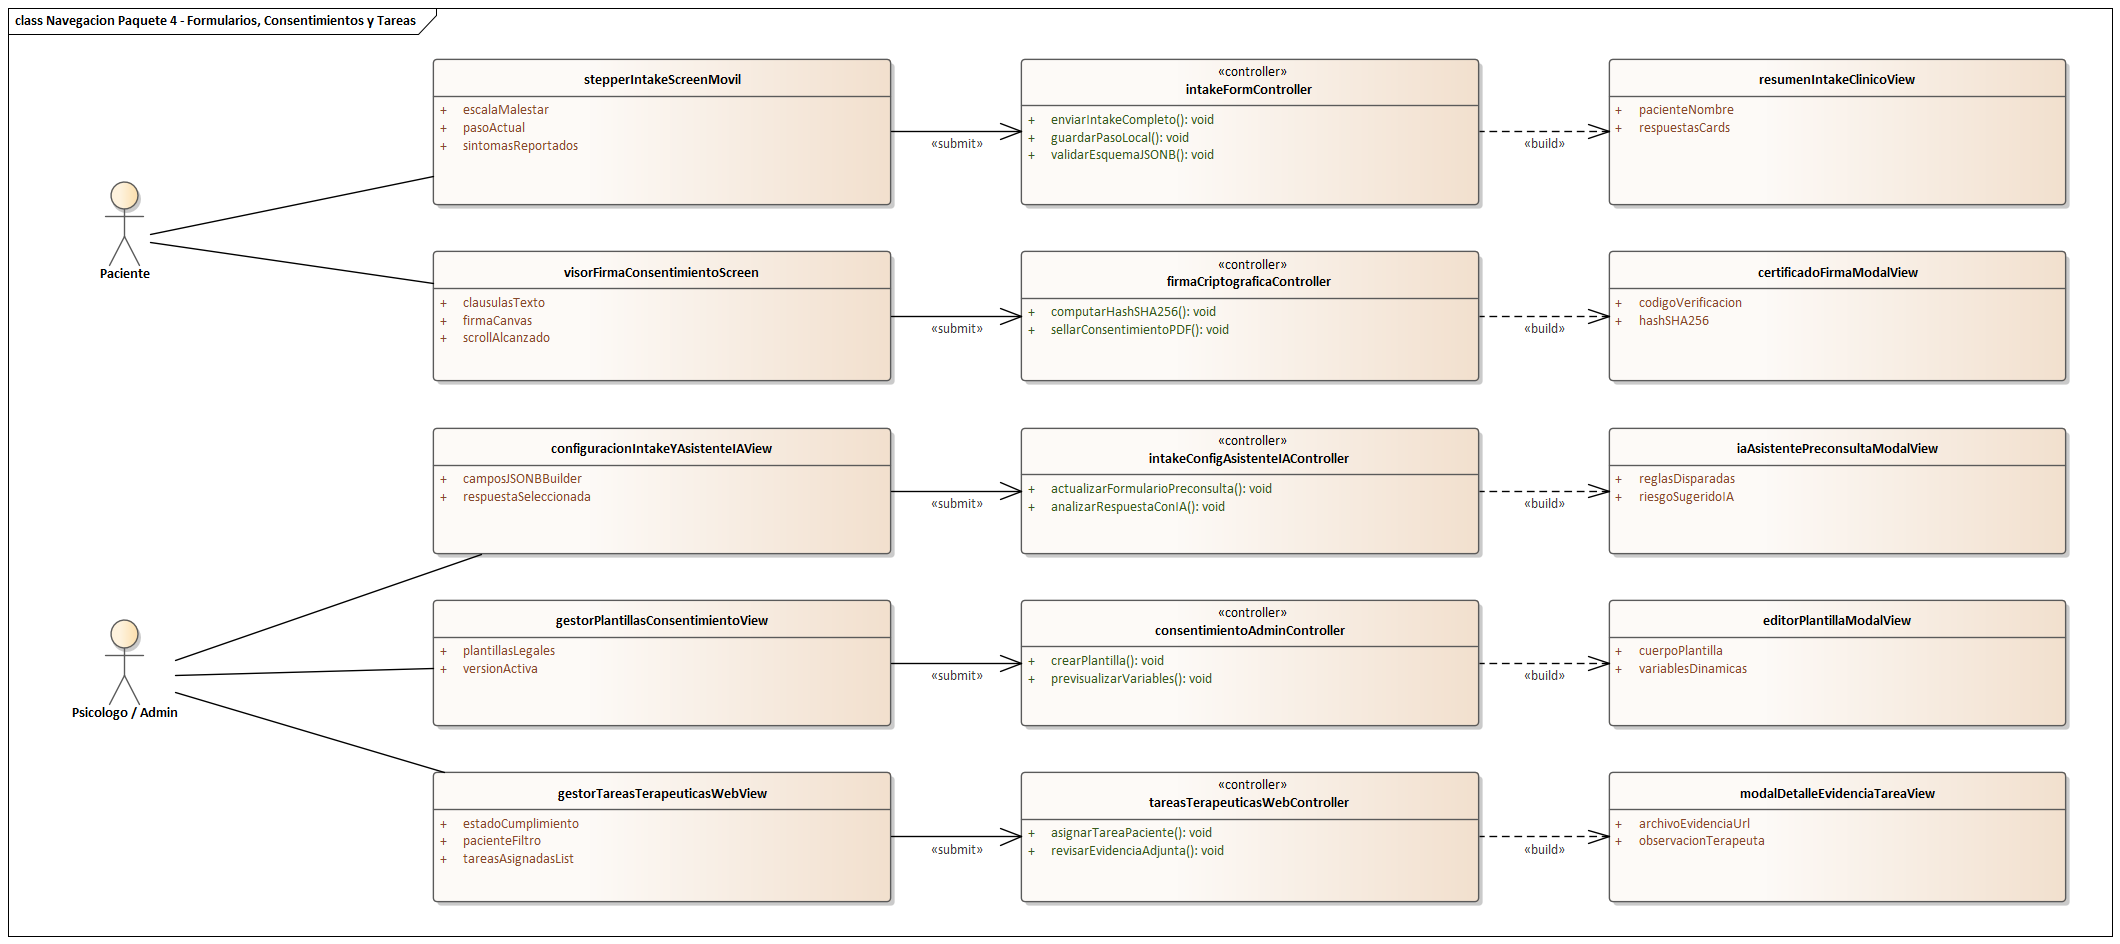 class Navegacion Paquete 4 - Formularios, Consentimientos y Tareas
Paciente
stepperIntakeScreenMovil
+ escalaMalestar
+ pasoActual
+ sintomasReportados
«submit»
«controller»
intakeFormController
+ enviarIntakeCompleto(): void
+ guardarPasoLocal(): void
+ validarEsquemaJSONB(): void
«build»
resumenIntakeClinicoView
+ pacienteNombre
+ respuestasCards
visorFirmaConsentimientoScreen
+ clausulasTexto
+ firmaCanvas
+ scrollAlcanzado
«submit»
«controller»
firmaCriptograficaController
+ computarHashSHA256(): void
+ sellarConsentimientoPDF(): void
«build»
certificadoFirmaModalView
+ codigoVerificacion
+ hashSHA256
Psicologo / Admin
configuracionIntakeYAsistenteIAView
+ camposJSONBBuilder
+ respuestaSeleccionada
«submit»
«controller»
intakeConfigAsistenteIAController
+ actualizarFormularioPreconsulta(): void
+ analizarRespuestaConIA(): void
«build»
iaAsistentePreconsultaModalView
+ reglasDisparadas
+ riesgoSugeridoIA
gestorPlantillasConsentimientoView
+ plantillasLegales
+ versionActiva
«submit»
«controller»
consentimientoAdminController
+ crearPlantilla(): void
+ previsualizarVariables(): void
«build»
editorPlantillaModalView
+ cuerpoPlantilla
+ variablesDinamicas
gestorTareasTerapeuticasWebView
+ estadoCumplimiento
+ pacienteFiltro
+ tareasAsignadasList
«submit»
«controller»
tareasTerapeuticasWebController
+ asignarTareaPaciente(): void
+ revisarEvidenciaAdjunta(): void
«build»
modalDetalleEvidenciaTareaView
+ archivoEvidenciaUrl
+ observacionTerapeuta